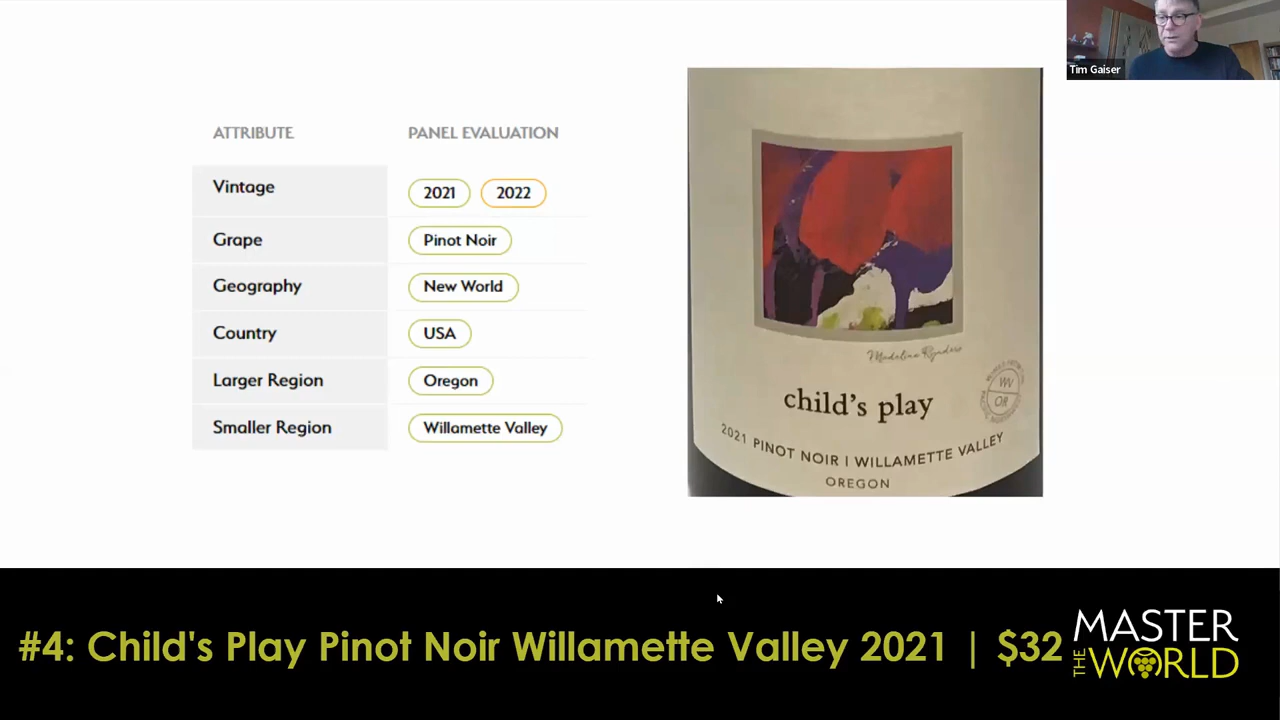 Tim Gaiser
ATTRIBUTE PANEL EVALUATION
Vintage 2021 2022
Grape Pinot Noir
Geography New World
Country USA
Larger Region Oregon
Smaller Region Willamette Valley
WV
OR
child's play
2021 PINOT NOIR | WILLAMETTE VALLEY
OREGON
#4: Child's Play Pinot Noir Willamette Valley 2021 | $32
MASTER
THE WORLD